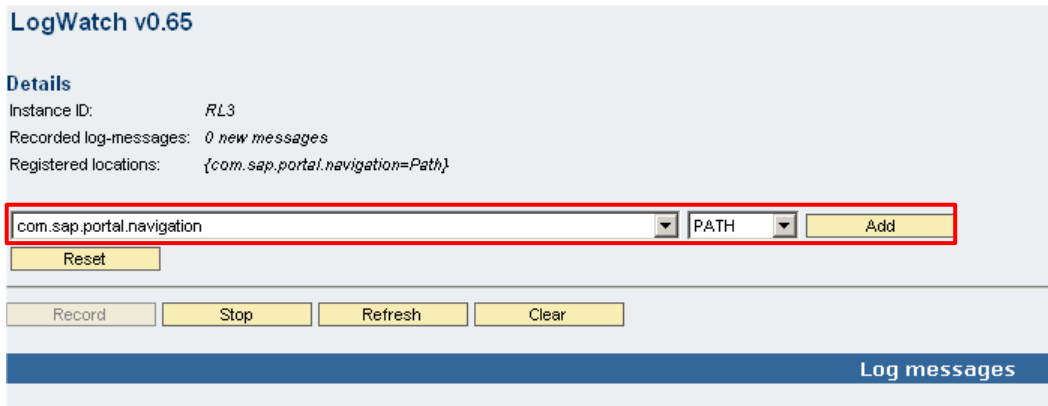 LogWatch v0.65
Details
Instance ID: RL3
Recorded log-messages: 0 new messages
Registered locations: {com.sap.portal.navigation=Path}
com.sap.portal.navigation PATH Add
Reset
Record Stop Refresh Clear
Log messages